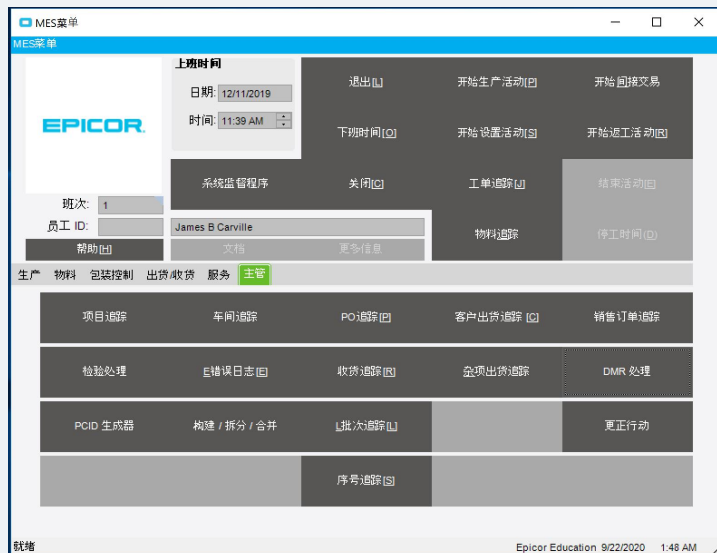 MES菜单
MES菜单
上班时间
日期: 12/11/2019
时间: 11:39 AM
EPICOR.
退出[L]
开始生产活动[P]
开始间接交易
下班时间[O]
开始设置活动[S]
开始返工活动[R]
系统监督程序
关闭[C]
工单追踪[J]
结束活动[E]
班次: 1
员工 ID:
James B Carville
物料追踪
停工时间(D)
帮助[H]
文档
更多信息
生产 物料 包装控制 出货/收货 服务 主管
项目追踪
车间追踪
PO追踪[P]
客户出货追踪 [C]
销售订单追踪
检验处理
E错误日志[E]
收货追踪[R]
杂项出货追踪
DMR 处理
PCID 生成器
构建 / 拆分 / 合并
L批次追踪[L]
更正行动
序号追踪[S]
就绪
Epicor Education 9/22/2020 1:48 AM